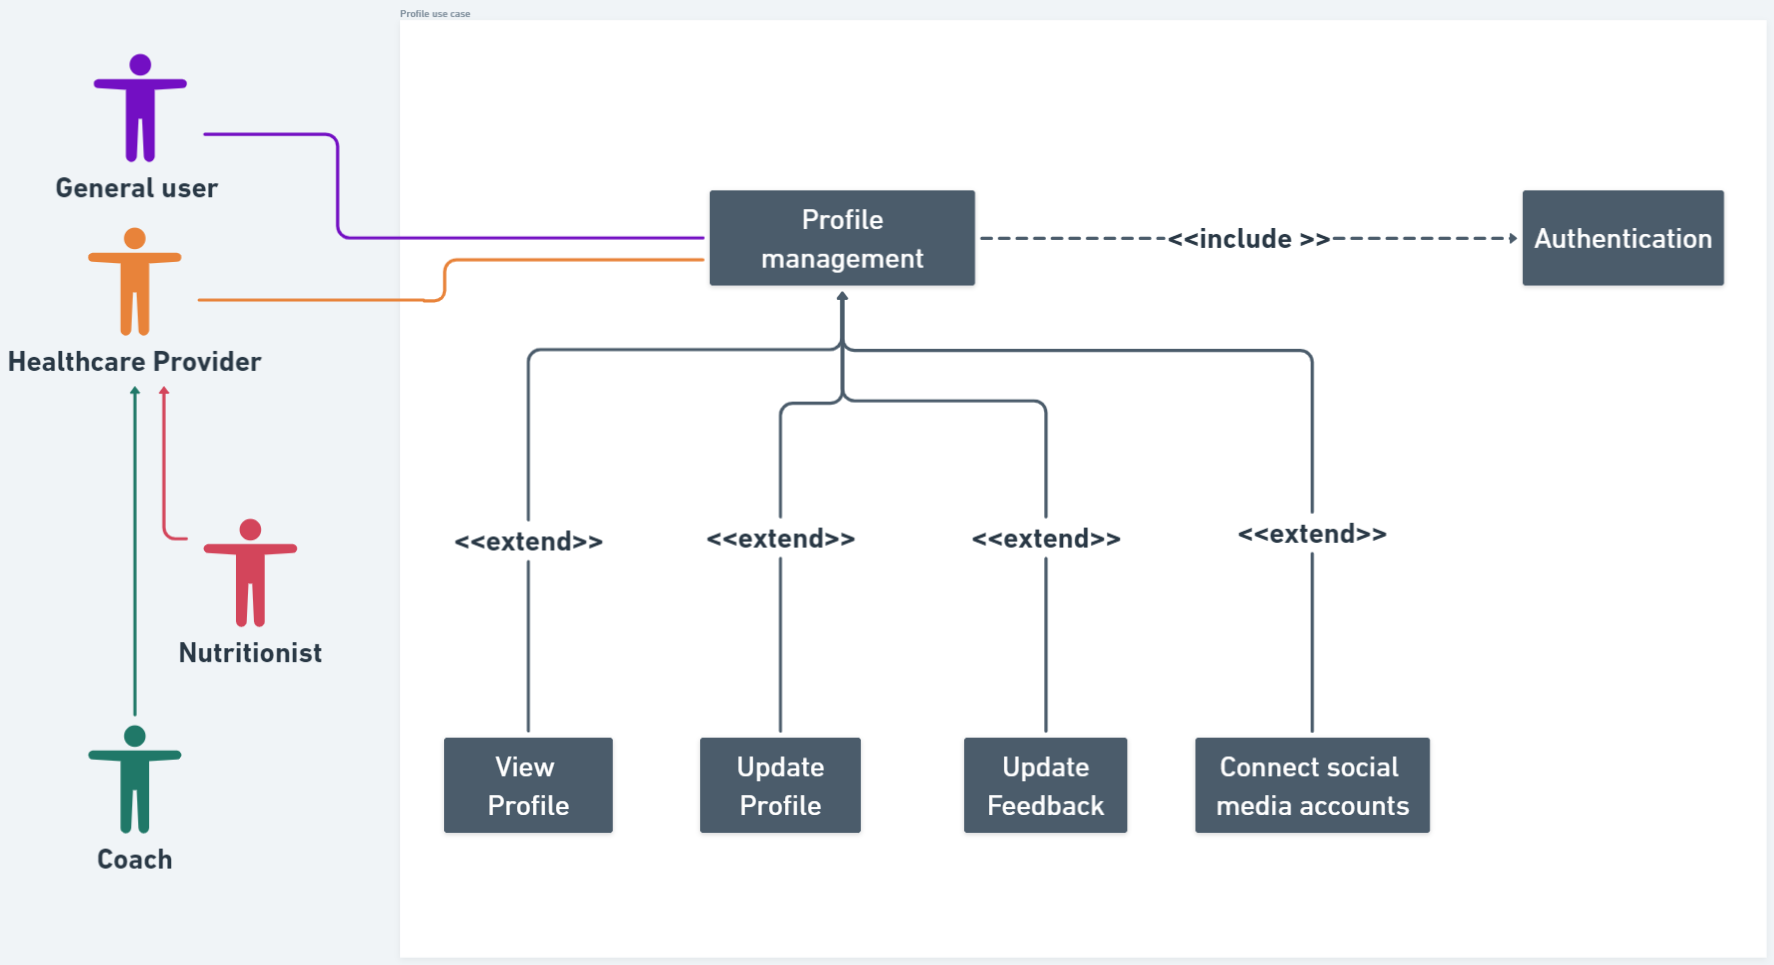 Profile use case
General user
Profile
management
<<include >>
Authentication
Healthcare Provider
<<extend>>
<<extend>>
<<extend>>
<<extend>>
Nutritionist
View
Profile
Update
Profile
Update
Feedback
Connect social
media accounts
Coach